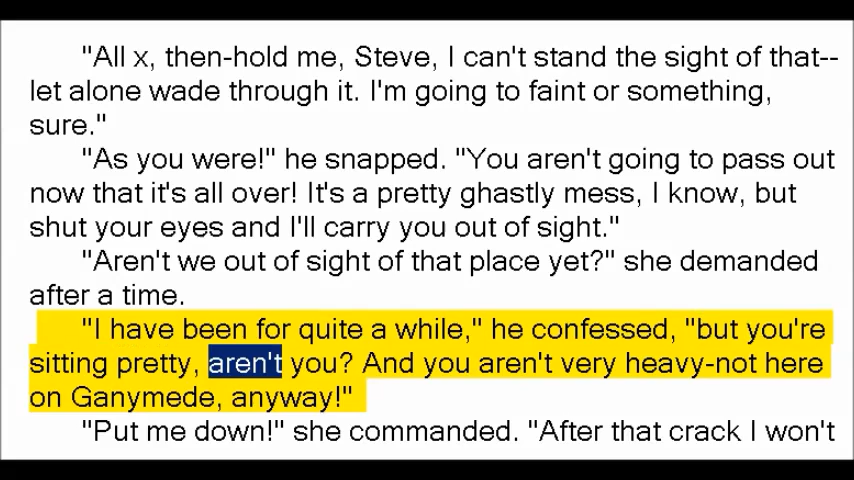 "All x, then-hold me, Steve, I can't stand the sight of that--
let alone wade through it. I'm going to faint or something,
sure."
"As you were!" he snapped. "You aren't going to pass out
now that it's all over! It's a pretty ghastly mess, I know, but
shut your eyes and I'll carry you out of sight."
"Aren't we out of sight of that place yet?" she demanded
after a time.
"I have been for quite a while," he confessed, "but you're
sitting pretty, aren't you? And you aren't very heavy-not here
on Ganymede, anyway!"
"Put me down!" she commanded. "After that crack I won't